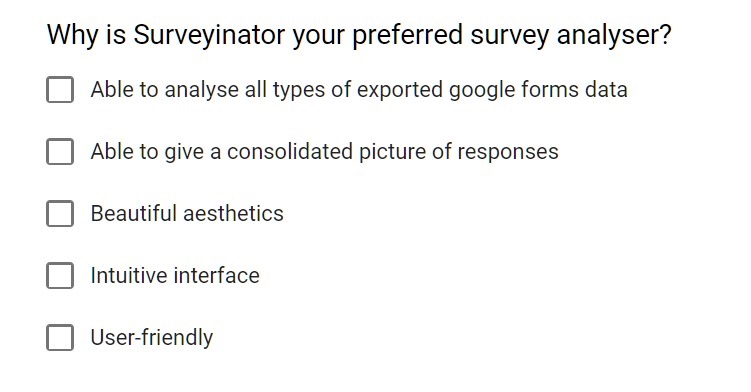 Why is Surveyinator your preferred survey analyser?
Able to analyse all types of exported google forms data
Able to give a consolidated picture of responses
Beautiful aesthetics
Intuitive interface
User-friendly